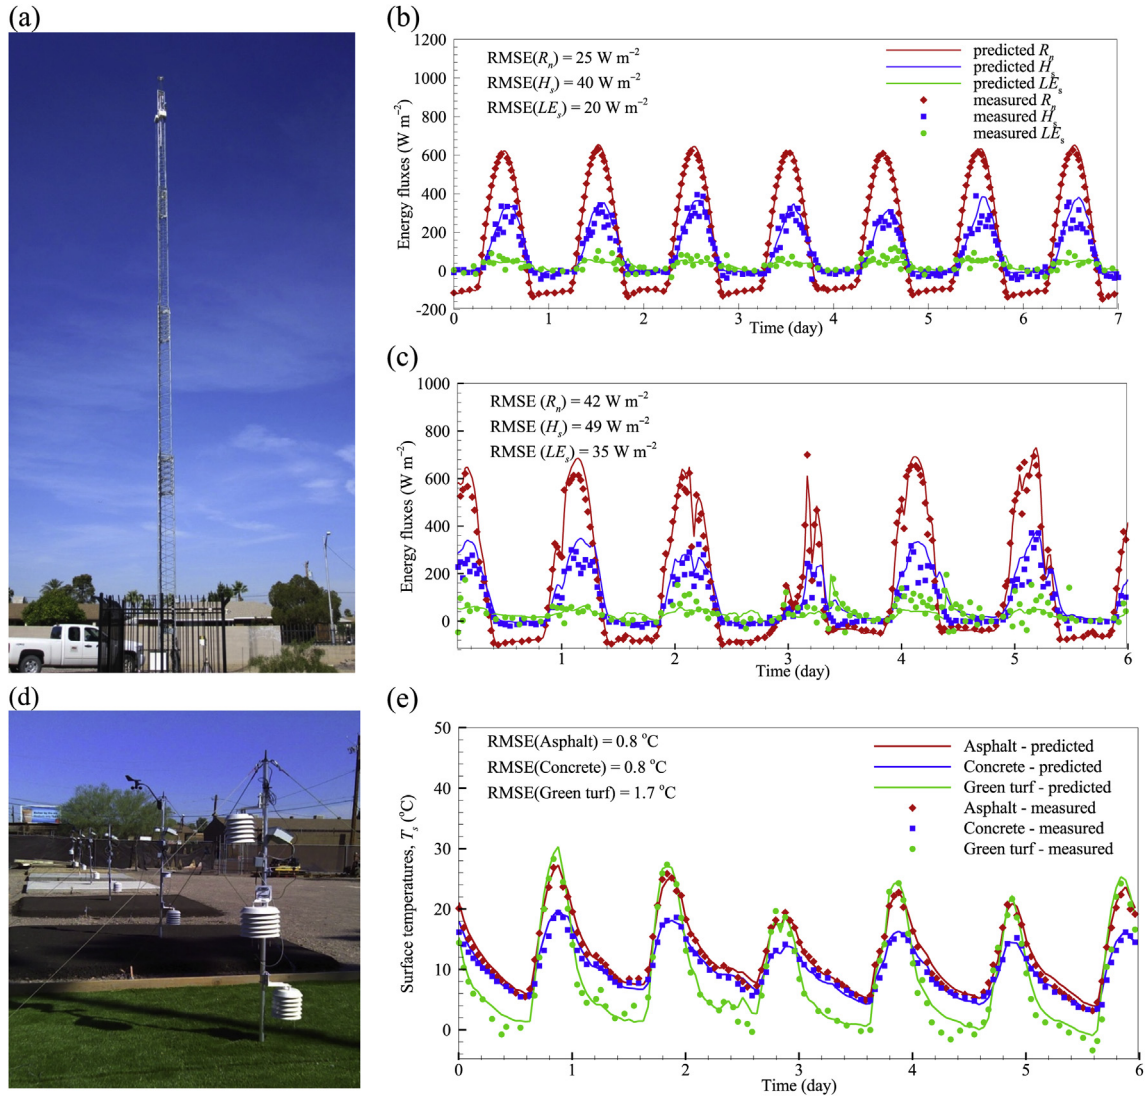 (a)
(b)
1200
1000
800
600
400
200
0
-200
Energy fluxes (W m−2)
RMSE(Rn) = 25 W m−2
RMSE(Hs) = 40 W m−2
RMSE(LEs) = 20 W m−2
predicted Rn
predicted Hs
predicted LEs
measured Rn
measured Hs
measured LEs
0 1 2 3 4 5 6 7
Time (day)
(c)
1000
800
600
400
200
0
Energy fluxes (W m−2)
RMSE (Rn) = 42 W m−2
RMSE (Hs) = 49 W m−2
RMSE (LEs) = 35 W m−2
1 2 3 4 5 6
Time (day)
(d)
(e)
50
40
30
20
10
0
Surface temperatures, Ts (oC)
RMSE(Asphalt) = 0.8 oC
RMSE(Concrete) = 0.8 oC
RMSE(Green turf) = 1.7 oC
Asphalt - predicted
Concrete - predicted
Green turf - predicted
Asphalt - measured
Concrete - measured
Green turf - measured
0 1 2 3 4 5 6
Time (day)